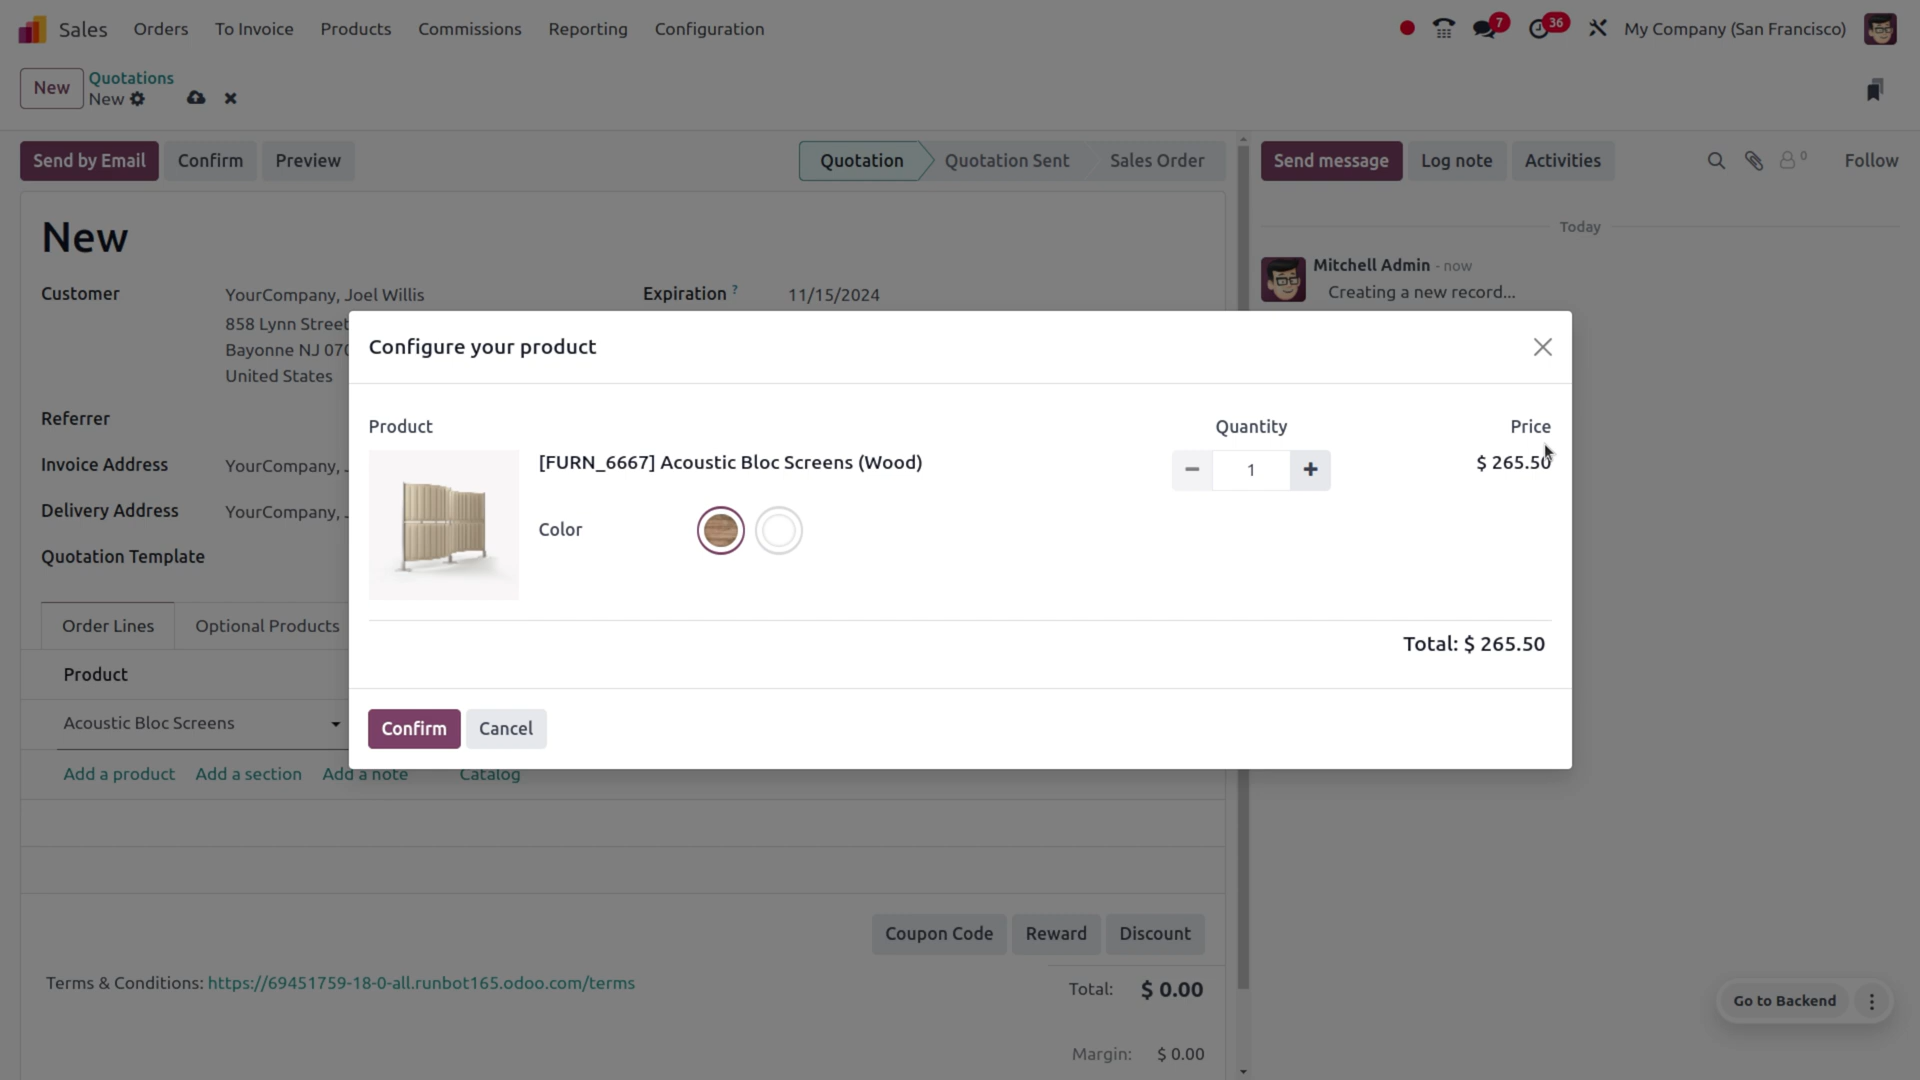 Sales Orders To Invoice Products Commissions Reporting Configuration 7 36 My Company (San Francisco)
New Quotations
New
Send by Email Confirm Preview Quotation Quotation Sent Sales Order Send message Log note Activities 0 Follow
New
Today
Customer YourCompany, Joel Willis Expiration ? 11/15/2024
Mitchell Admin - now
Creating a new record...
858 Lynn Street
Bayonne NJ 070
United States
Referrer
Invoice Address YourCompany, J
Delivery Address YourCompany, J
Quotation Template
Order Lines Optional Products
Product
Acoustic Bloc Screens
Configure your product
Product Quantity Price
[FURN_6667] Acoustic Bloc Screens (Wood) 1 $ 265.50
Color
Total: $ 265.50
Confirm Cancel
Add a product Add a section Add a note Catalog
Coupon Code Reward Discount
Terms & Conditions: https://69451759-18-0-all.runbot165.odoo.com/terms
Total: $ 0.00
Go to Backend
Margin: $ 0.00